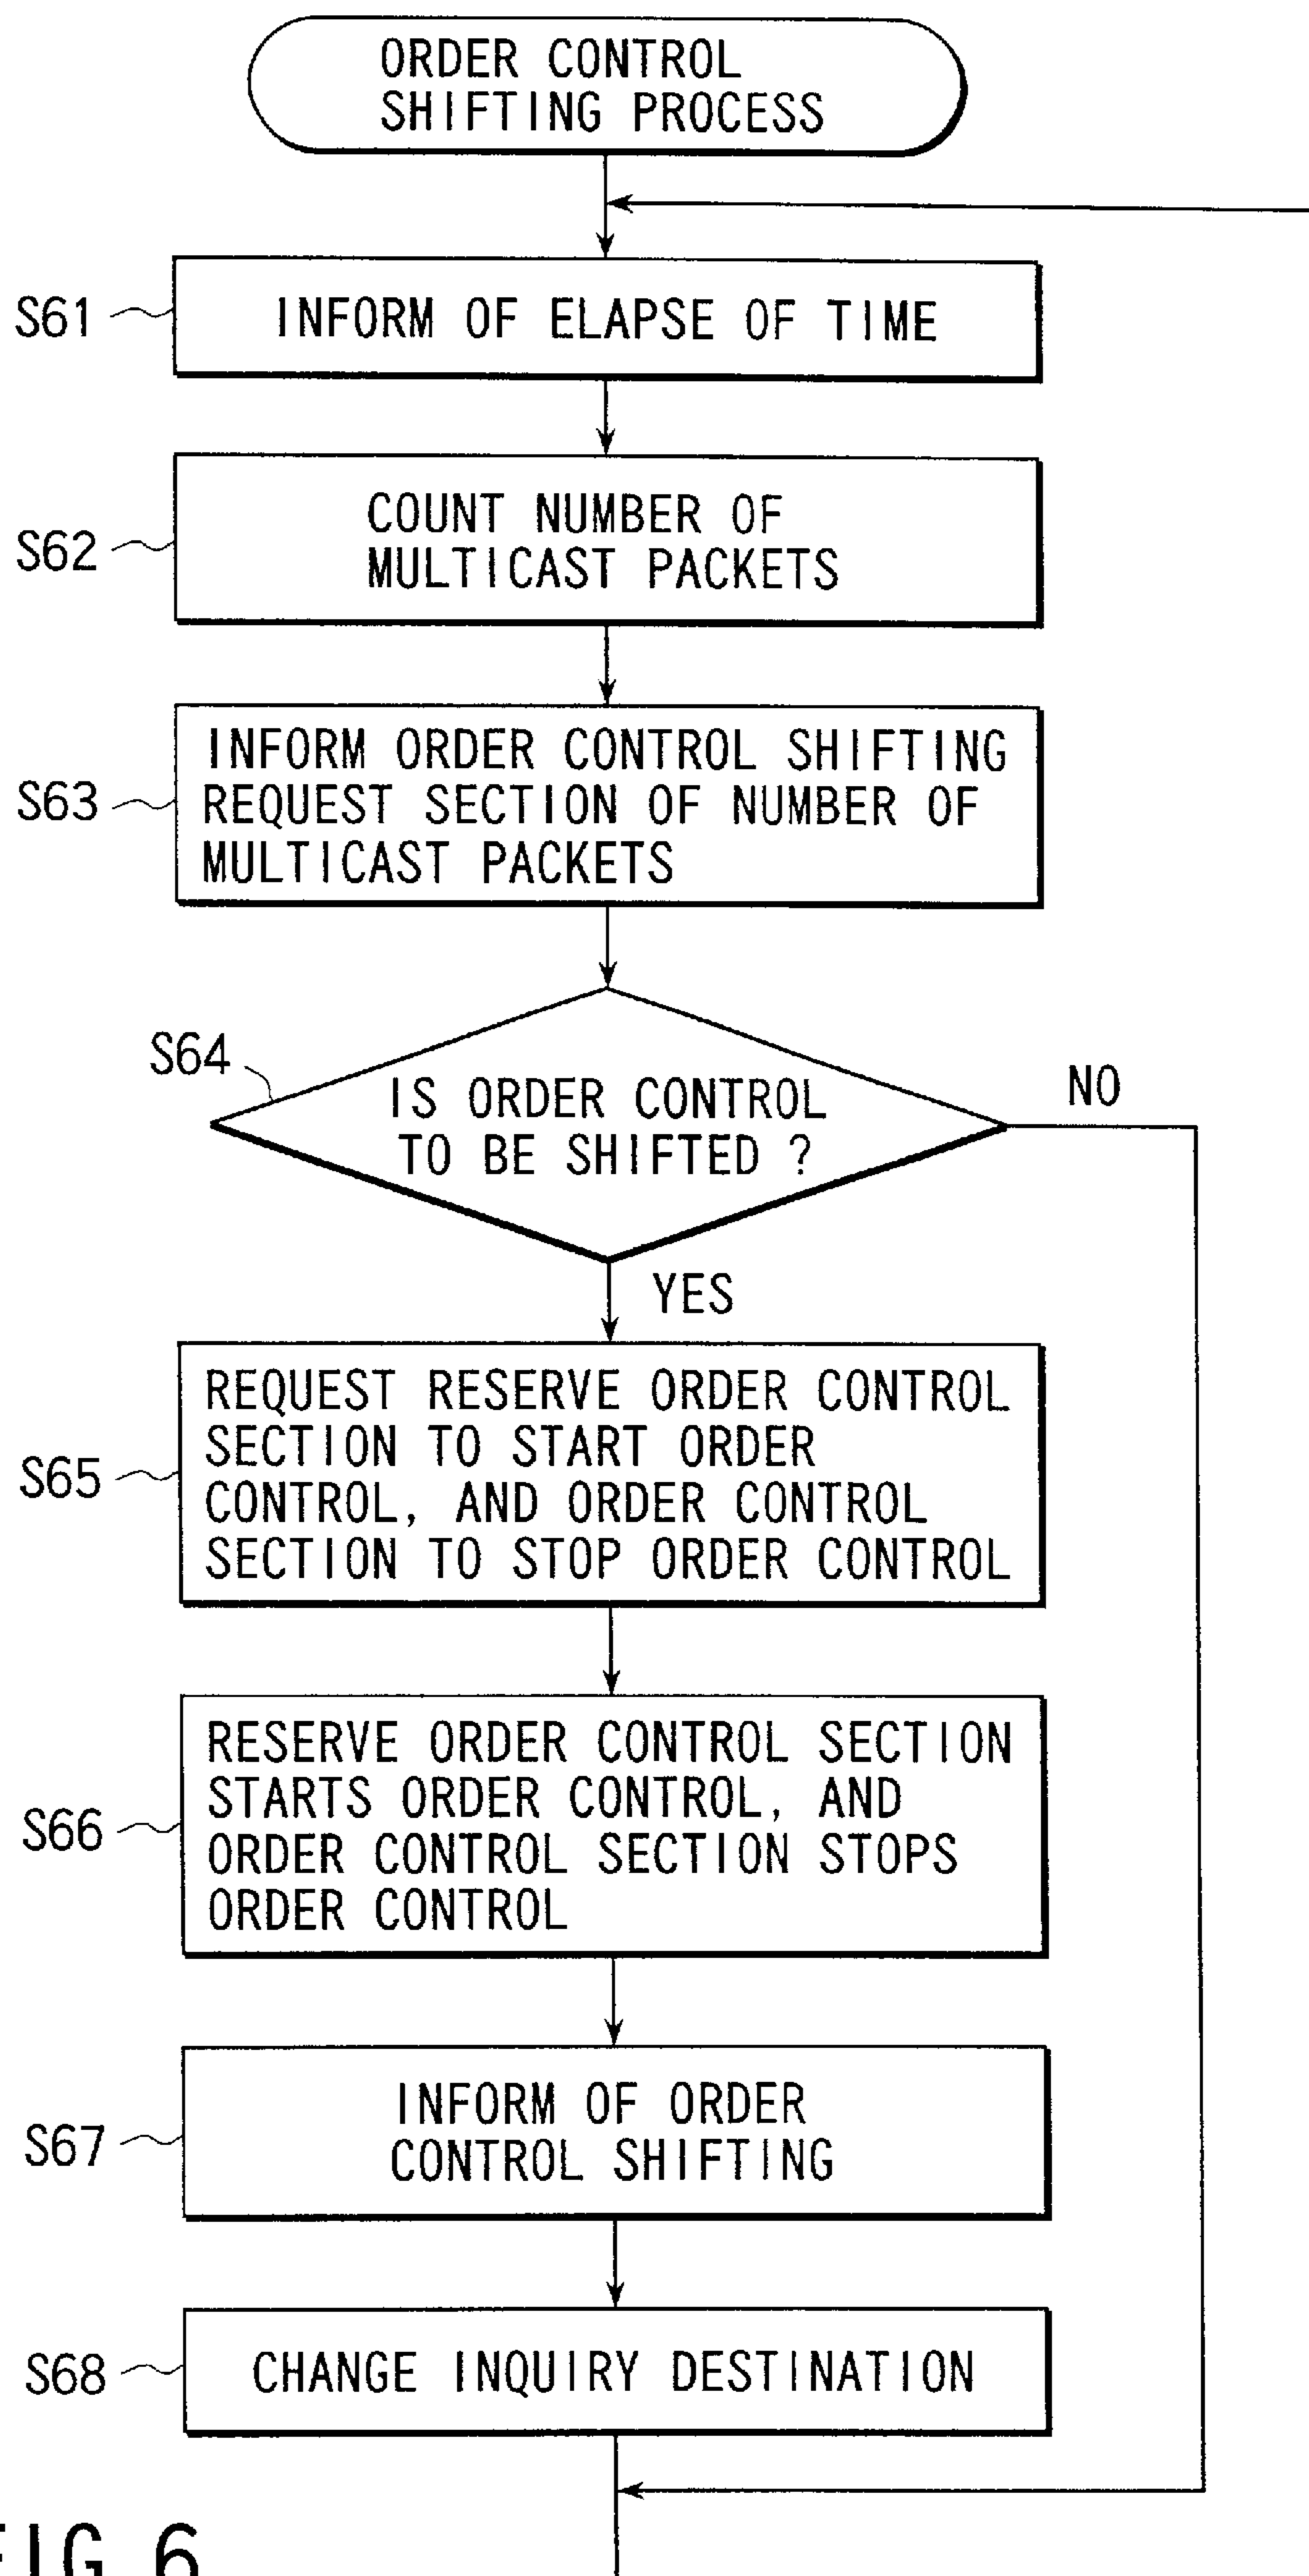 ORDER CONTROL
SHIFTING PROCESS
S61
INFORM OF ELAPSE OF TIME
S62
COUNT NUMBER OF
MULTICAST PACKETS
S63
INFORM ORDER CONTROL SHIFTING
REQUEST SECTION OF NUMBER OF
MULTICAST PACKETS
S64
IS ORDER CONTROL
TO BE SHIFTED ?
NO
YES
S65
REQUEST RESERVE ORDER CONTROL
SECTION TO START ORDER
CONTROL, AND ORDER CONTROL
SECTION TO STOP ORDER CONTROL
S66
RESERVE ORDER CONTROL SECTION
STARTS ORDER CONTROL, AND
ORDER CONTROL SECTION STOPS
ORDER CONTROL
S67
INFORM OF ORDER
CONTROL SHIFTING
S68
CHANGE INQUIRY DESTINATION
FIG 6